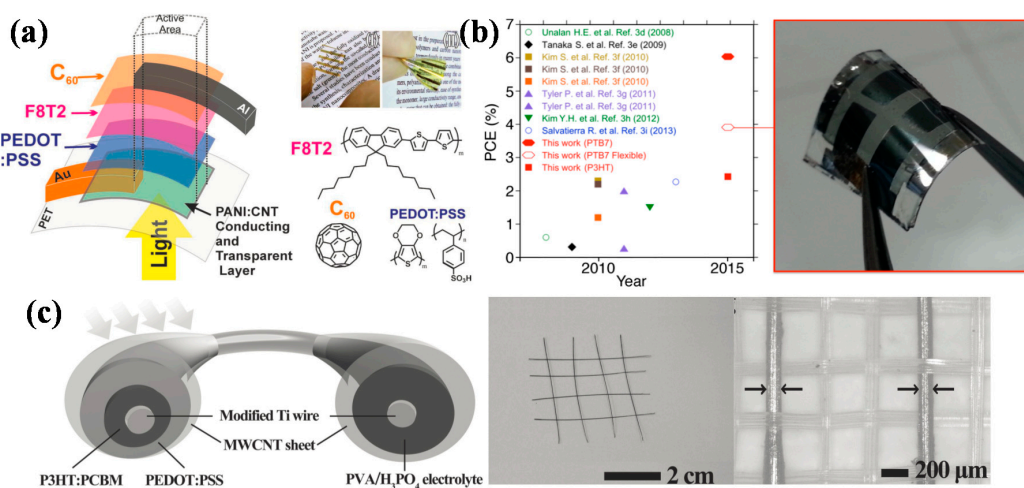 (a)
Active
Area
C60
F8T2
PEDOT
:PSS
Al
Au
PET
Light
PANI:CNT
Conducting
and
Transparent
Layer
(I)
(II)
F8T2
S
S
m
C60
PEDOT:PSS
O
O
S
m
n
SO3H
(b)
PCE (%)
7
6
5
4
3
2
1
0
2010
2015
Year
Unalan H.E. et al. Ref. 3d (2008)
Tanaka S. et al. Ref. 3e (2009)
Kim S. et al. Ref. 3f (2010)
Kim S. et al. Ref. 3f (2010)
Kim S. et al. Ref. 3f (2010)
Tyler P. et al. Ref. 3g (2011)
Tyler P. et al. Ref. 3g (2011)
Kim Y.H. et al. Ref. 3h (2012)
Salvatierra R. et al. Ref. 3i (2013)
This work (PTB7)
This work (PTB7 Flexible)
This work (P3HT)
(c)
Modified Ti wire
MWCNT sheet
P3HT:PCBM
PEDOT:PSS
PVA/H3PO4 electrolyte
2 cm
200 μm